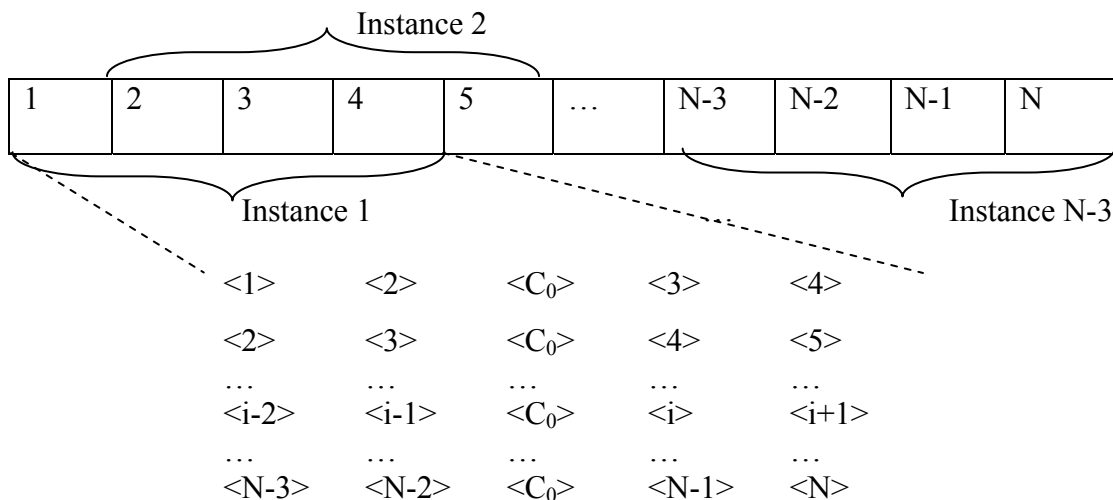 Instance 2
1 2 3 4 5 … N-3 N-2 N-1 N
Instance 1 … Instance N-3
<1> <2> <C₀> <3> <4>
<2> <3> <C₀> <4> <5>
… … … … …
<i-2> <i-1> <C₀> <i> <i+1>
… … … … …
<N-3> <N-2> <C₀> <N-1> <N>